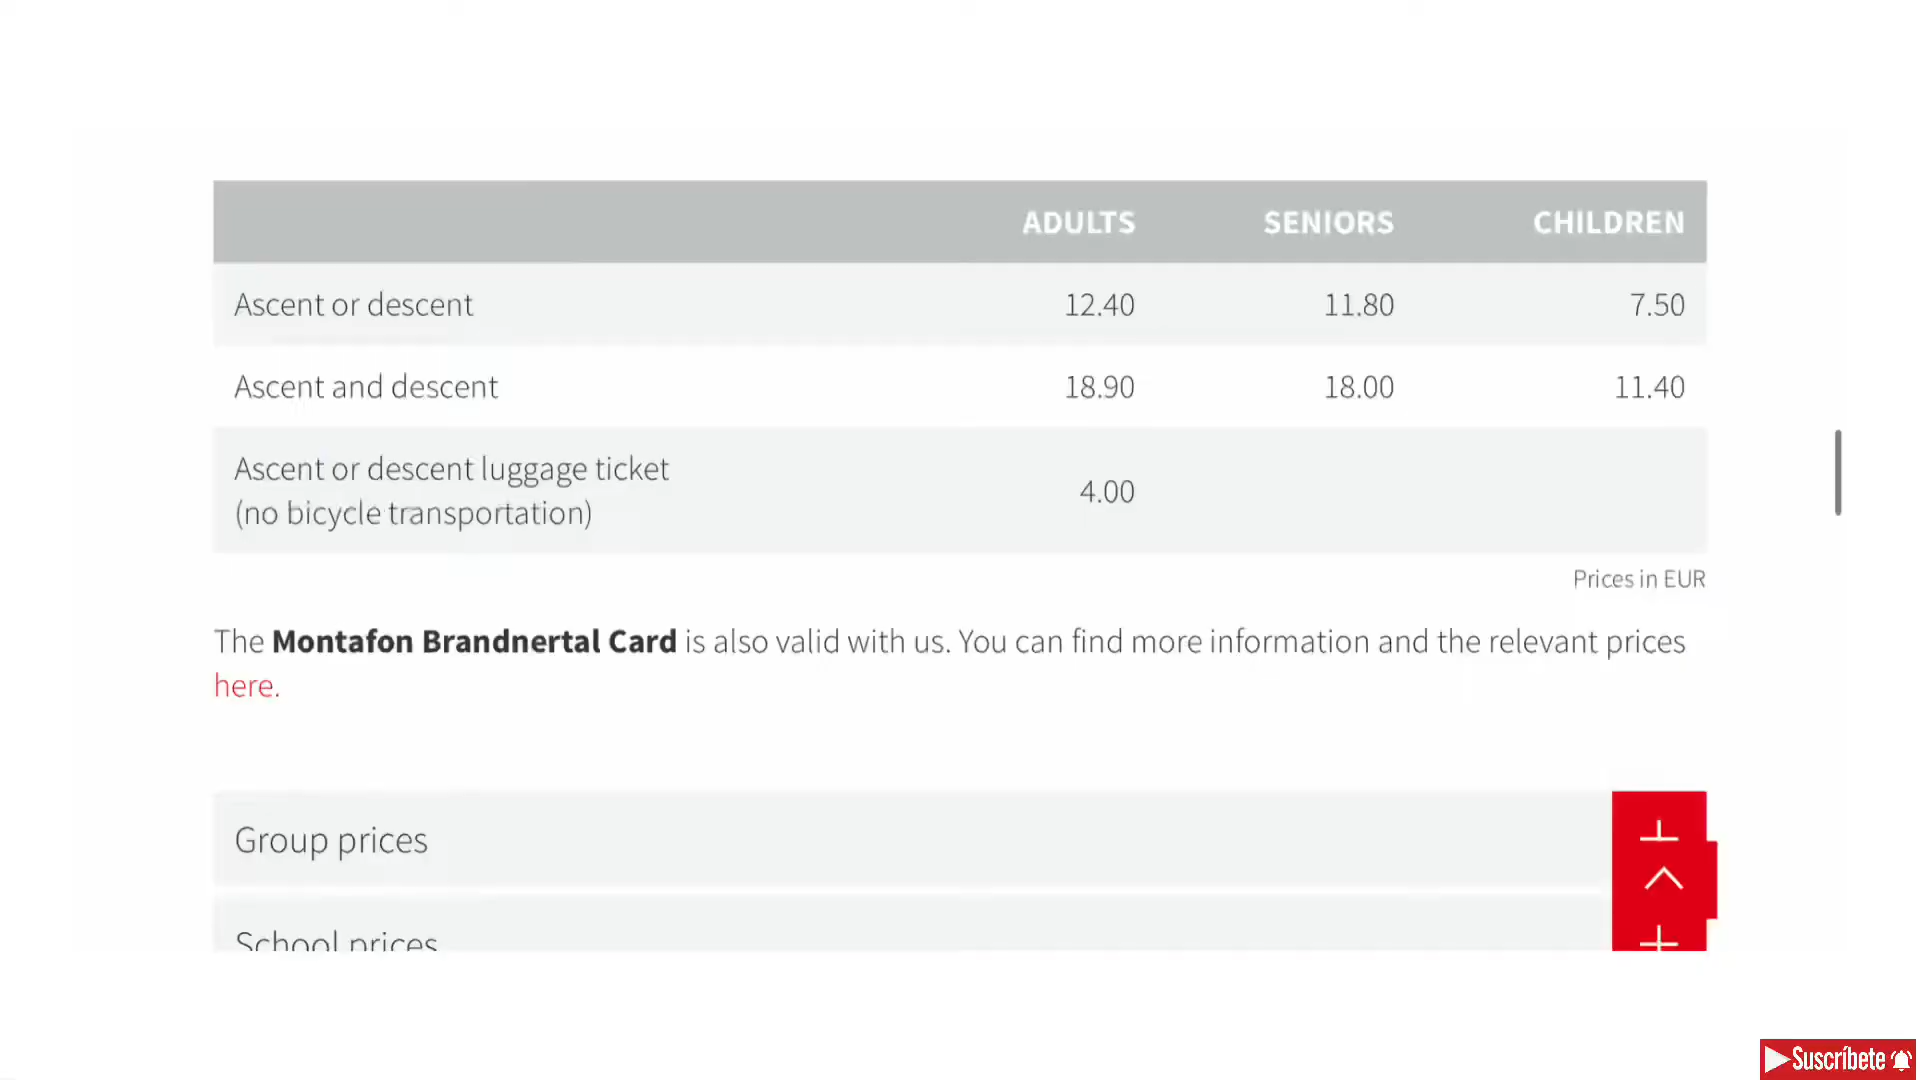 ADULTS SENIORS CHILDREN
Ascent or descent 12.40 11.80 7.50
Ascent and descent 18.90 18.00 11.40
Ascent or descent luggage ticket
(no bicycle transportation) 4.00
Prices in EUR
The Montafon Brandnertal Card is also valid with us. You can find more information and the relevant prices
here.
Group prices
School prices
Suscríbete